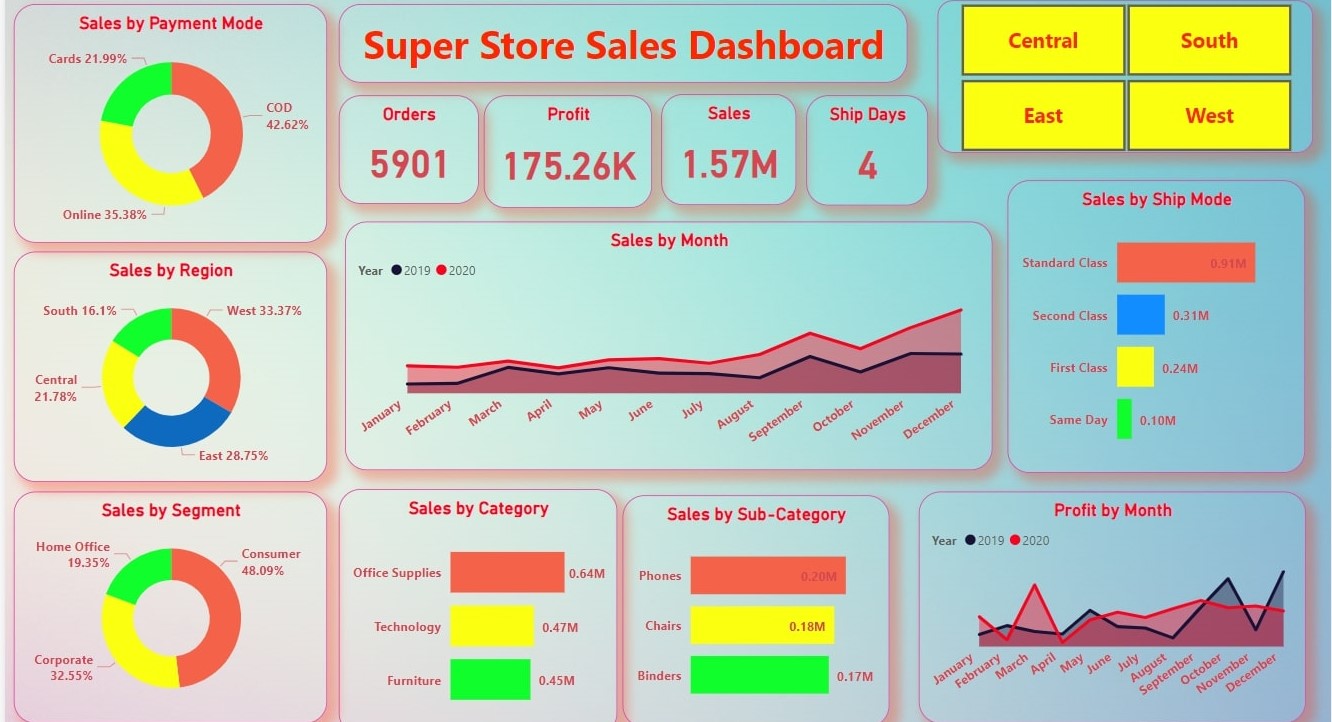 Sales by Payment Mode
Cards 21.99%
COD
42.62%
Online 35.38%
Super Store Sales Dashboard
Central
South
East
West
Orders
5901
Profit
175.26K
Sales
1.57M
Ship Days
4
Sales by Region
South 16.1%
West 33.37%
Central
21.78%
East 28.75%
Sales by Month
Year 2019 2020
January
February
March
April
May
June
July
August
September
October
November
December
Sales by Ship Mode
Standard Class 0.91M
Second Class 0.31M
First Class 0.24M
Same Day 0.10M
Sales by Segment
Home Office
19.35%
Consumer
48.09%
Corporate
32.55%
Sales by Category
Office Supplies 0.64M
Technology 0.47M
Furniture 0.45M
Sales by Sub-Category
Phones 0.20M
Chairs 0.18M
Binders 0.17M
Profit by Month
Year 2019 2020
January
February
March
April
May
June
July
August
September
October
November
December